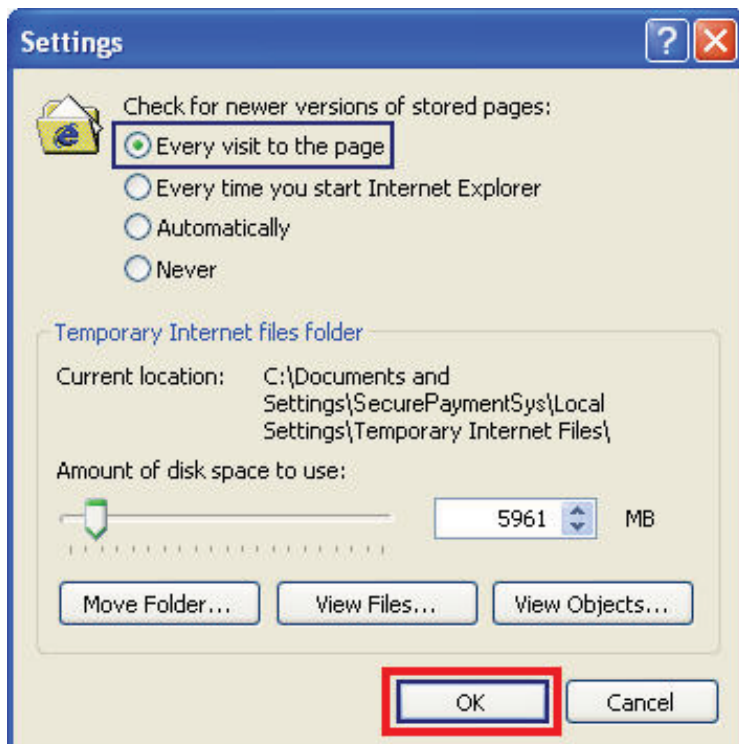 Settings
Check for newer versions of stored pages:
Every visit to the page
Every time you start Internet Explorer
Automatically
Never
Temporary Internet files folder
Current location: C:\Documents and
Settings\SecurePaymentSys\Local
Settings\Temporary Internet Files\
Amount of disk space to use:
5961 MB
Move Folder... View Files... View Objects...
OK Cancel